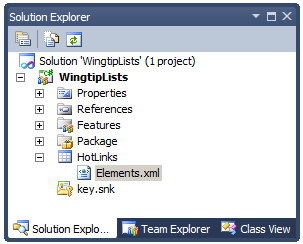 Solution Explorer
Solution 'WingtipLists' (1 project)
WingtipLists
Properties
References
Features
Package
HotLinks
Elements.xml
key.snk
Solution Explo... Team Explorer Class View